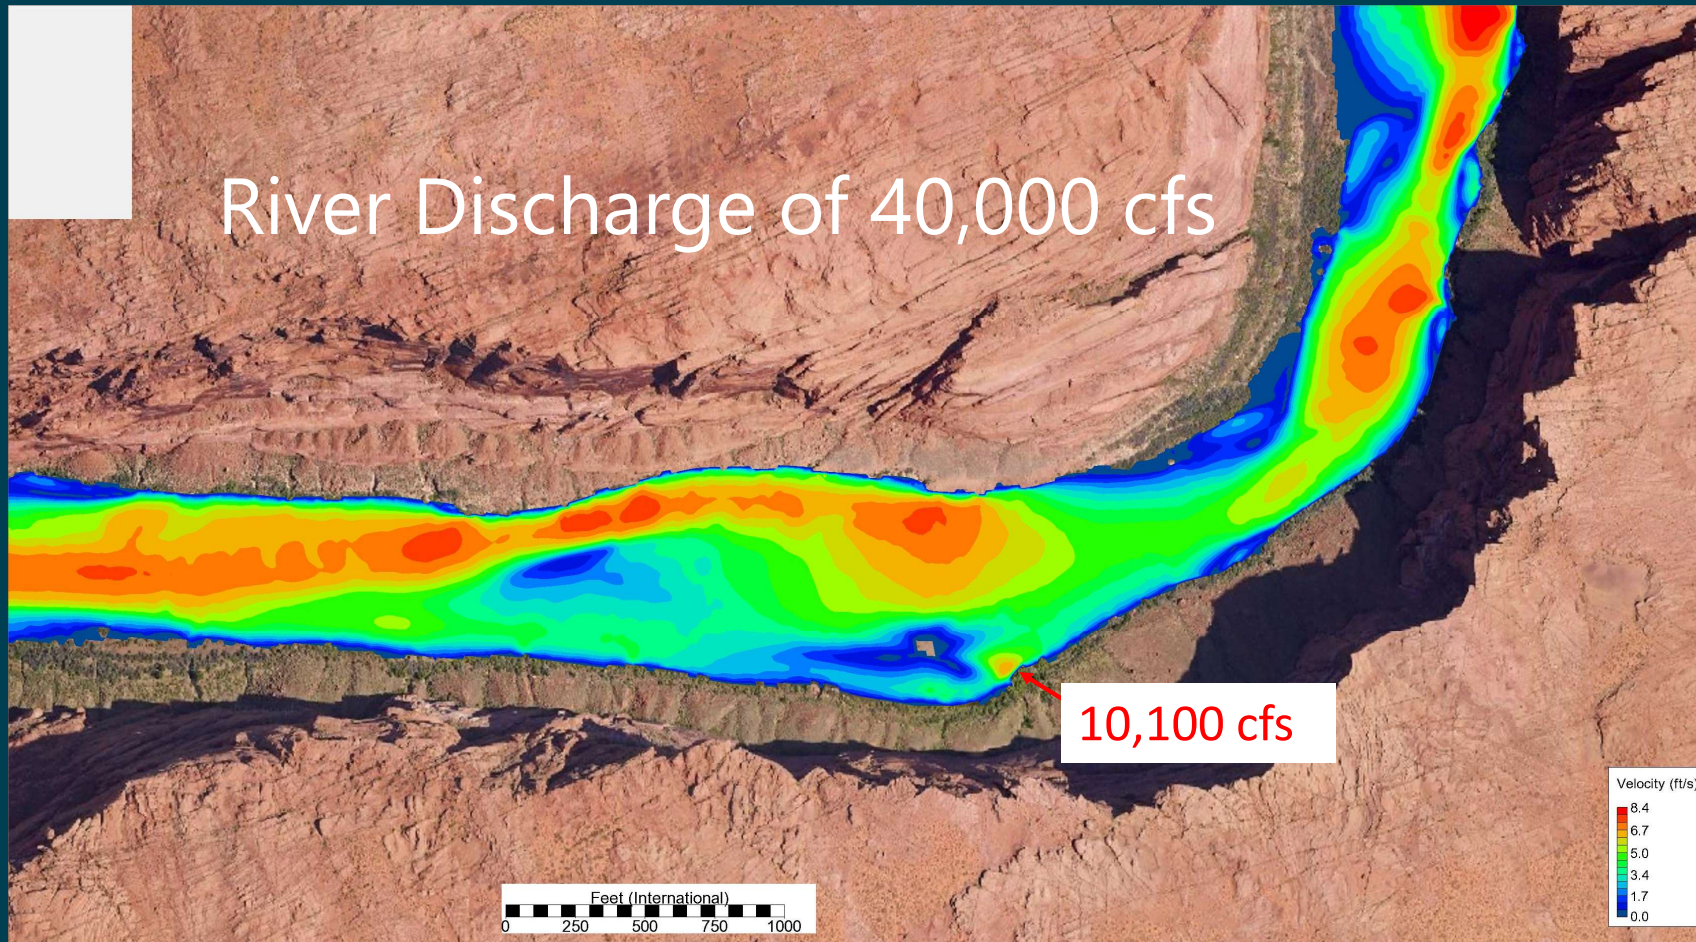 River Discharge of 40,000 cfs
10,100 cfs
Velocity (ft/s)
8.4
6.7
5.0
3.4
1.7
0.0
Feet (International)
0 250 500 750 1000